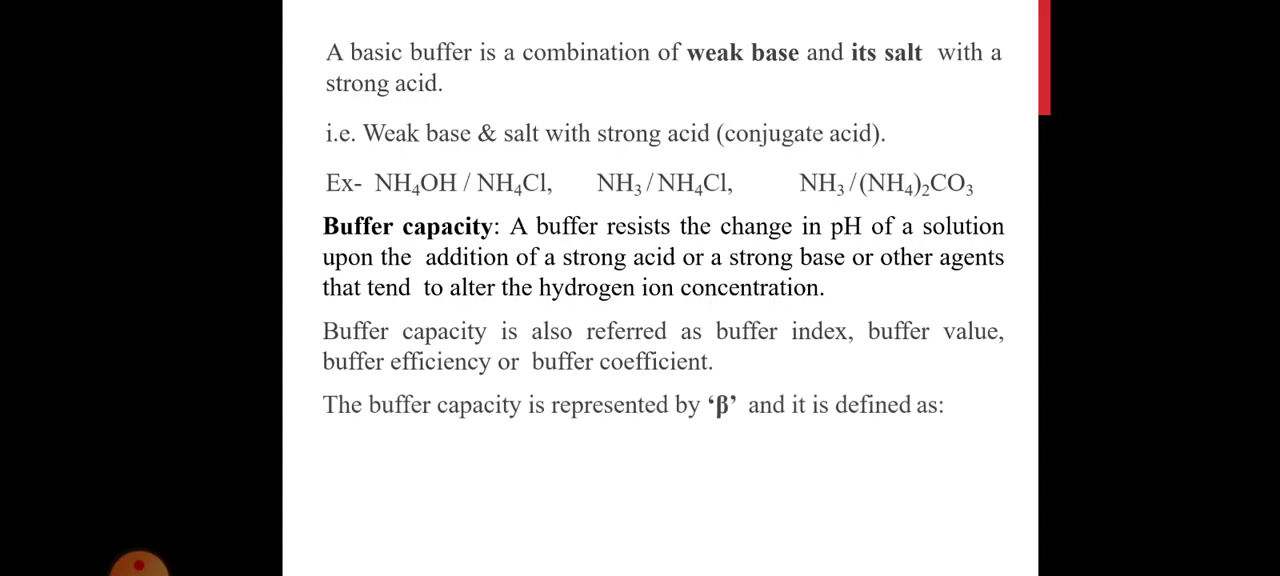 A basic buffer is a combination of weak base and its salt with a
strong acid.
i.e. Weak base & salt with strong acid (conjugate acid).
Ex- NH₄OH / NH₄Cl, NH₃ / NH₄Cl, NH₃ /(NH₄)₂CO₃
Buffer capacity: A buffer resists the change in pH of a solution
upon the addition of a strong acid or a strong base or other agents
that tend to alter the hydrogen ion concentration.
Buffer capacity is also referred as buffer index, buffer value,
buffer efficiency or buffer coefficient.
The buffer capacity is represented by ‘β’ and it is defined as: